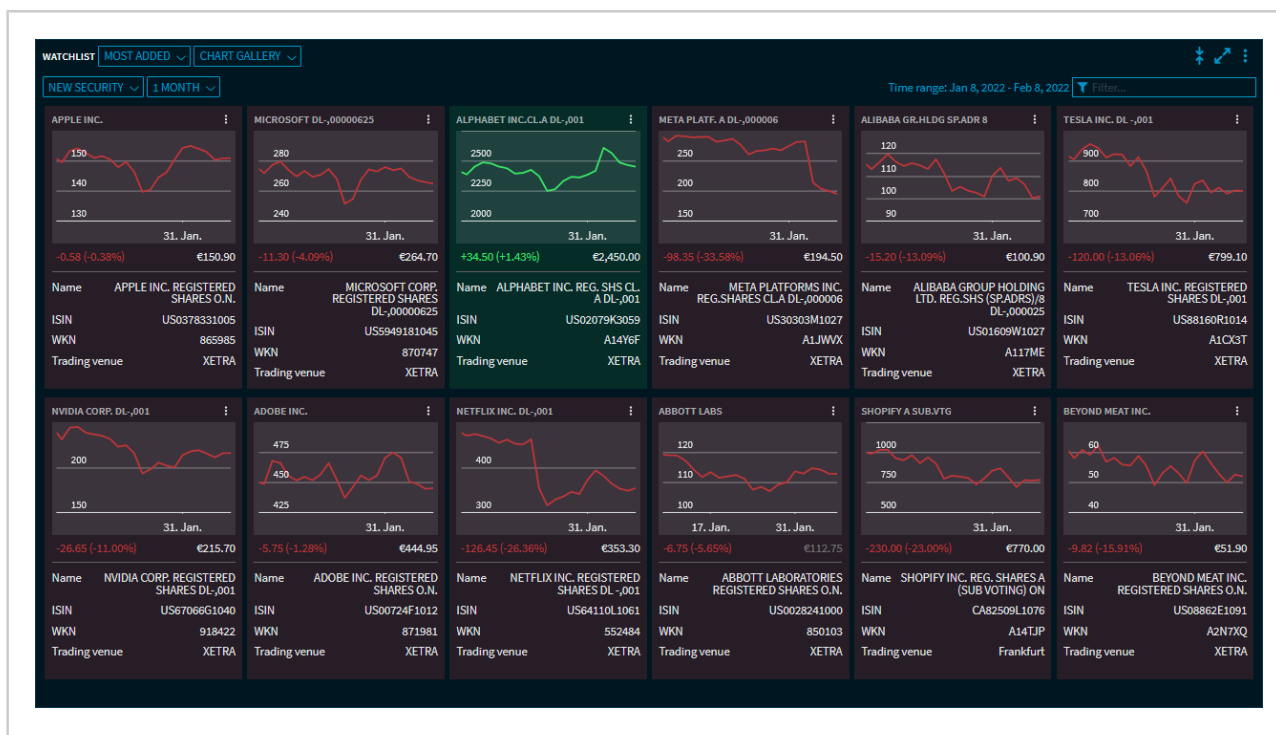 WATCHLIST MOST ADDED CHART GALLERY
NEW SECURITY 1 MONTH Time range: Jan 8, 2022 - Feb 8, 2022 Filter...
APPLE INC.
150
140
130
31. Jan.
-0.58 (-0.38%) €150.90
Name APPLE INC. REGISTERED
SHARES O.N.
ISIN US0378331005
WKN 865985
Trading venue XETRA
MICROSOFT DL-,00000625
280
260
240
31. Jan.
-11.30 (-4.09%) €264.70
Name MICROSOFT CORP.
REGISTERED SHARES
DL-,00000625
ISIN US5949181045
WKN 870747
Trading venue XETRA
ALPHABET INC.CL.A DL-,001
2500
2250
2000
31. Jan.
+34.50 (+1.43%) €2,450.00
Name ALPHABET INC. REG. SHS CL.
A DL-,001
ISIN US02079K3059
WKN A14Y6F
Trading venue XETRA
META PLATF. A DL-,000006
250
200
150
31. Jan.
-98.35 (-33.58%) €194.50
Name META PLATFORMS INC.
REG.SHARES CL.A DL-,000006
ISIN US30303M1027
WKN A1JWVX
Trading venue XETRA
ALIBABA GR.HLDG SP.ADR 8
120
110
100
90
31. Jan.
-15.20 (-13.09%) €100.90
Name ALIBABA GROUP HOLDING
LTD. REG.SHS (SP.ADRS)/8
DL-,000025
ISIN US01609W1027
WKN A117ME
Trading venue XETRA
TESLA INC. DL -,001
900
800
700
31. Jan.
-120.00 (-13.06%) €799.10
Name TESLA INC. REGISTERED
SHARES DL-,001
ISIN US88160R1014
WKN A1CX3T
Trading venue XETRA
NVIDIA CORP. DL-,001
200
150
31. Jan.
-26.65 (-11.00%) €215.70
Name NVIDIA CORP. REGISTERED
SHARES DL-,001
ISIN US67066G1040
WKN 918422
Trading venue XETRA
ADOBE INC.
475
450
425
31. Jan.
-5.75 (-1.28%) €444.95
Name ADOBE INC. REGISTERED
SHARES O.N.
ISIN US00724F1012
WKN 871981
Trading venue XETRA
NETFLIX INC. DL-,001
400
300
31. Jan.
-126.45 (-26.36%) €353.30
Name NETFLIX INC. REGISTERED
SHARES DL -,001
ISIN US64110L1061
WKN 552484
Trading venue XETRA
ABBOTT LABS
120
110
100
17. Jan. 31. Jan.
-6.75 (-5.65%) €112.75
Name ABBOTT LABORATORIES
REGISTERED SHARES O.N.
ISIN US0028241000
WKN 850103
Trading venue XETRA
SHOPIFY A SUB.VTG
1000
750
500
31. Jan.
-230.00 (-23.00%) €770.00
Name SHOPIFY INC. REG. SHARES A
(SUB VOTING) ON
ISIN CA82509L1076
WKN A14TJP
Trading venue Frankfurt
BEYOND MEAT INC.
60
50
40
31. Jan.
-9.82 (-15.91%) €51.90
Name BEYOND MEAT INC.
REGISTERED SHARES O.N.
ISIN US08862E1091
WKN A2N7XQ
Trading venue XETRA